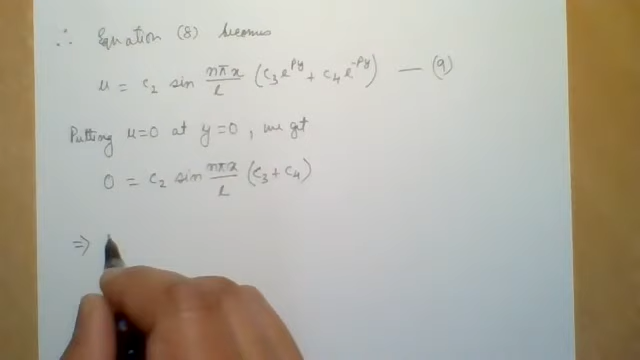 ∴ Equation (8) becomes
u = c₂ sin nπx/l (c₃e^py + c₄e^-py) — (9)
Putting u=0 at y=0, we get
0 = c₂ sin nπx/l (c₃ + c₄)
⇒